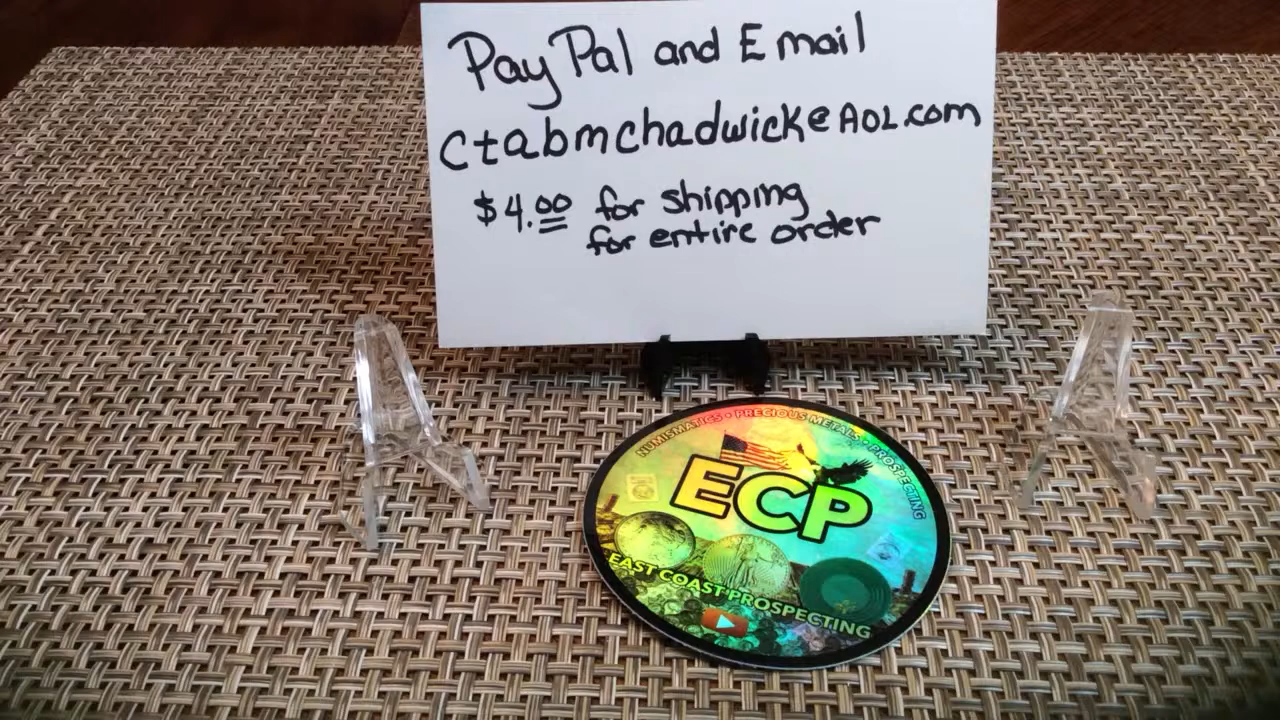 PayPal and Email
ctabmchadwick@AOL.com
$4.00 for shipping
for entire order
NUMISMATICS • PRECIOUS METALS • PROSPECTING
ECP
EAST COAST PROSPECTING